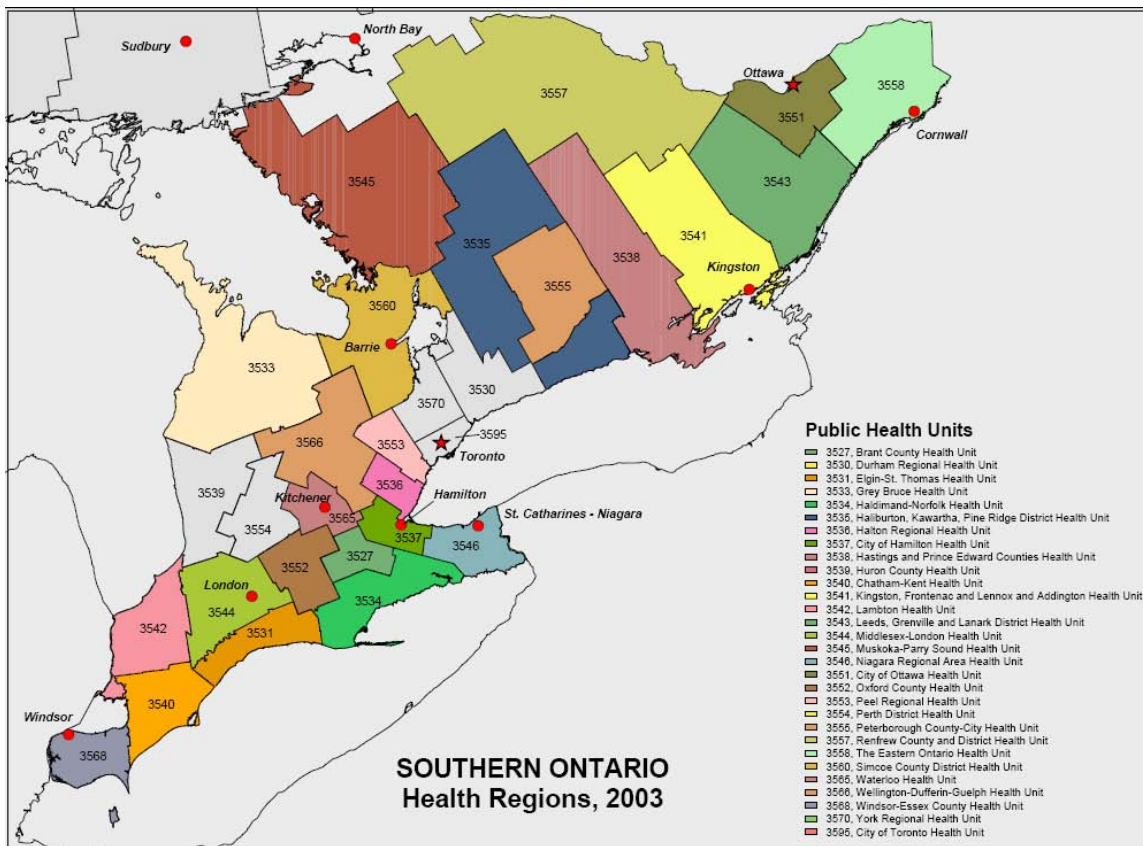 North Bay
Sudbury
Ottawa
3558
3557
3551
Cornwall
3545
3543
3535
3541
3538
Kingston
3555
3560
Barrie
3533
3530
3570
3595
Toronto
3566
3553
3539
Kitchener
3536
Hamilton
3565
St. Catharines - Niagara
3554
3537
3546
3527
3552
London
3544
3534
3542
3531
3540
Windsor
3568
SOUTHERN ONTARIO
Health Regions, 2003
Public Health Units
3527, Brant County Health Unit
3530, Durham Regional Health Unit
3531, Elgin-St. Thomas Health Unit
3533, Grey Bruce Health Unit
3534, Haldimand-Norfolk Health Unit
3535, Haliburton, Kawartha, Pine Ridge District Health Unit
3536, Halton Regional Health Unit
3537, City of Hamilton Health Unit
3538, Hastings and Prince Edward Counties Health Unit
3539, Huron County Health Unit
3540, Chatham-Kent Health Unit
3541, Kingston, Frontenac and Lennox and Addington Health Unit
3542, Lambton Health Unit
3543, Leeds, Grenville and Lanark District Health Unit
3544, Middlesex-London Health Unit
3545, Muskoka-Parry Sound Health Unit
3546, Niagara Regional Area Health Unit
3551, City of Ottawa Health Unit
3552, Oxford County Health Unit
3553, Peel Regional Health Unit
3554, Perth District Health Unit
3555, Peterborough County-City Health Unit
3557, Renfrew County and District Health Unit
3558, The Eastern Ontario Health Unit
3560, Simcoe County District Health Unit
3565, Waterloo Health Unit
3566, Wellington-Dufferin-Guelph Health Unit
3568, Windsor-Essex County Health Unit
3570, York Regional Health Unit
3595, City of Toronto Health Unit